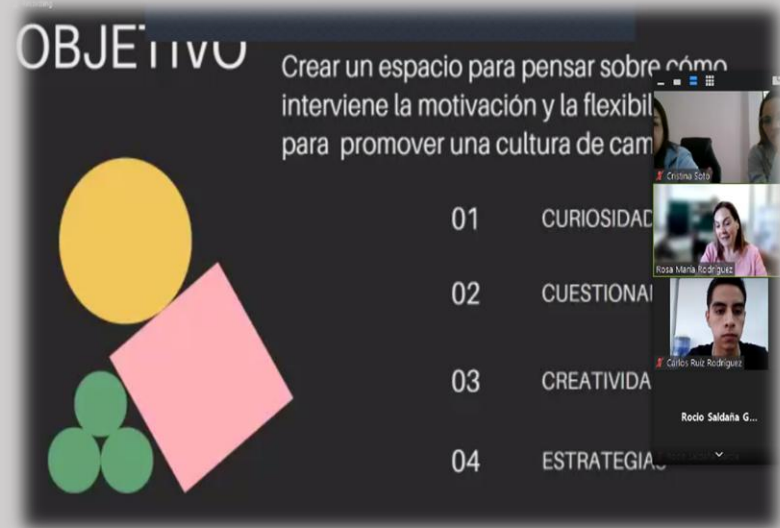 OBJETIVO
Crear un espacio para pensar sobre cómo
interviene la motivación y la flexibil
para promover una cultura de cam
01 CURIOSIDAD
02 CUESTIONA
03 CREATIVIDA
04 ESTRATEGIAS
Cristina Soto
Rosa María Rodríguez
Carlos Ruiz Rodríguez
Rocio Saldaña G...